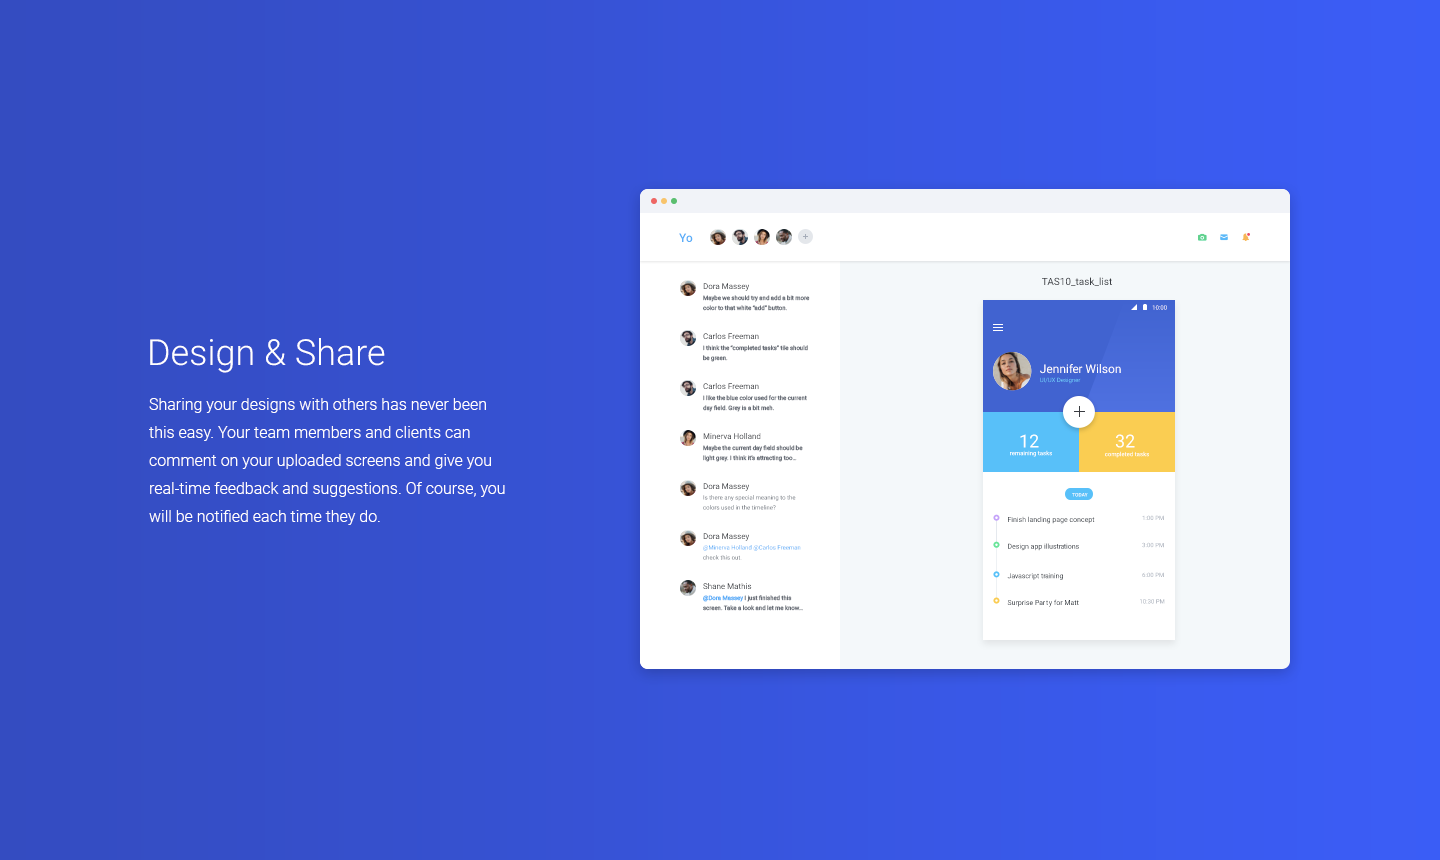 Design & Share
Sharing your designs with others has never been
this easy. Your team members and clients can
comment on your uploaded screens and give you
real-time feedback and suggestions. Of course, you
will be notified each time they do.
Yo
Dora Massey
Maybe we should try and add a bit more
color to that white "add" button.
Carlos Freeman
I think the "completed tasks" tile should
be green.
Carlos Freeman
I like the blue color used for the current
day field. Grey is a bit meh.
Minerva Holland
Maybe the current day field should be
light grey. I think it's attracting too...
Dora Massey
Is there any special meaning to the
colors used in the timeline?
Dora Massey
@Minerva Holland @Carlos Freeman
check this out.
Shane Mathis
@Dora Massey I just finished this
screen. Take a look and let me know...
TAS10_task_list
10:00
Jennifer Wilson
UI/UX Designer
12
remaining tasks
32
completed tasks
TODAY
Finish landing page concept 1:00 PM
Design app illustrations 3:00 PM
Javascript training 6:00 PM
Surprise Party for Matt 10:30 PM